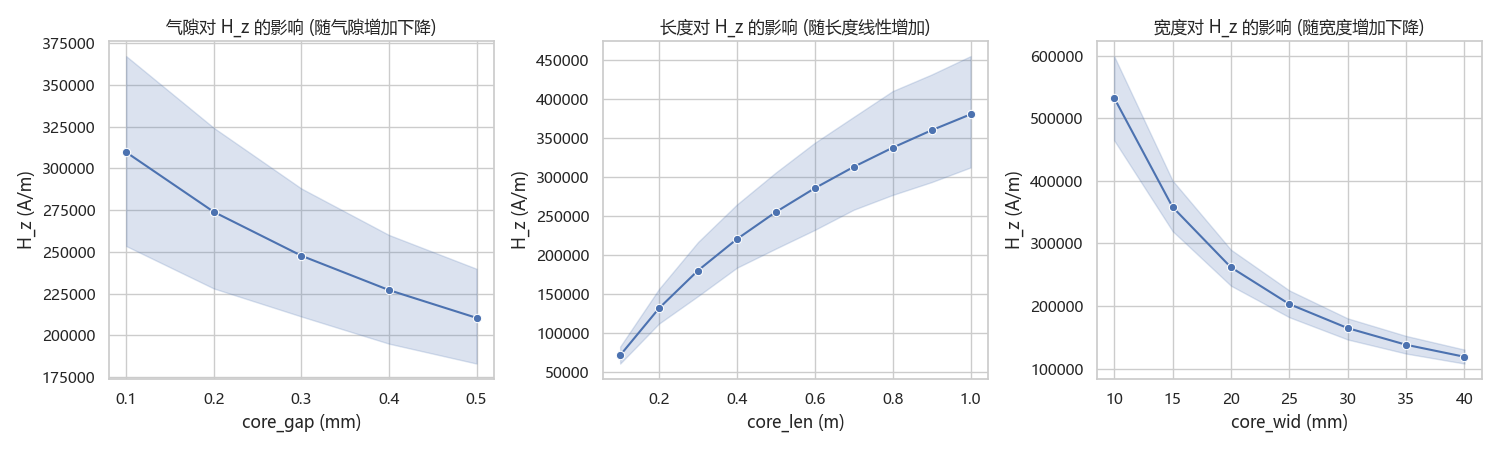 气隙对 H_z 的影响 (随气隙增加下降)
375000
350000
325000
300000
275000
250000
225000
200000
175000
H_z (A/m)
0.1 0.2 0.3 0.4 0.5
core_gap (mm)
长度对 H_z 的影响 (随长度线性增加)
450000
400000
350000
300000
250000
200000
150000
100000
50000
H_z (A/m)
0.2 0.4 0.6 0.8 1.0
core_len (m)
宽度对 H_z 的影响 (随宽度增加下降)
600000
500000
400000
300000
200000
100000
H_z (A/m)
10 15 20 25 30 35 40
core_wid (mm)